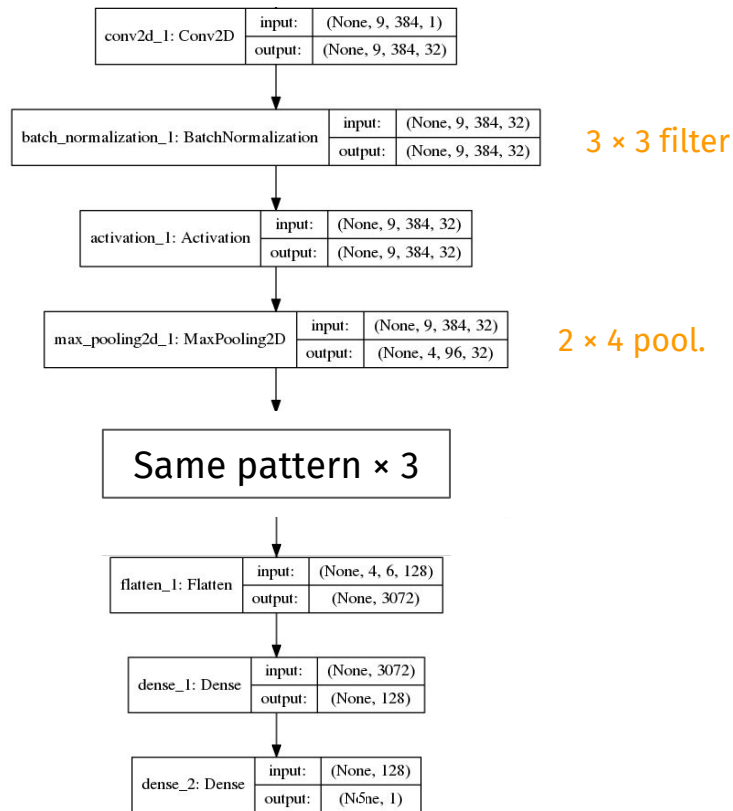 conv2d_1: Conv2D
input: (None, 9, 384, 1)
output: (None, 9, 384, 32)
batch_normalization_1: BatchNormalization
input: (None, 9, 384, 32)
output: (None, 9, 384, 32)
3 × 3 filter
activation_1: Activation
input: (None, 9, 384, 32)
output: (None, 9, 384, 32)
max_pooling2d_1: MaxPooling2D
input: (None, 9, 384, 32)
output: (None, 4, 96, 32)
2 × 4 pool.
Same pattern × 3
flatten_1: Flatten
input: (None, 4, 6, 128)
output: (None, 3072)
dense_1: Dense
input: (None, 3072)
output: (None, 128)
dense_2: Dense
input: (None, 128)
output: (N5ne, 1)